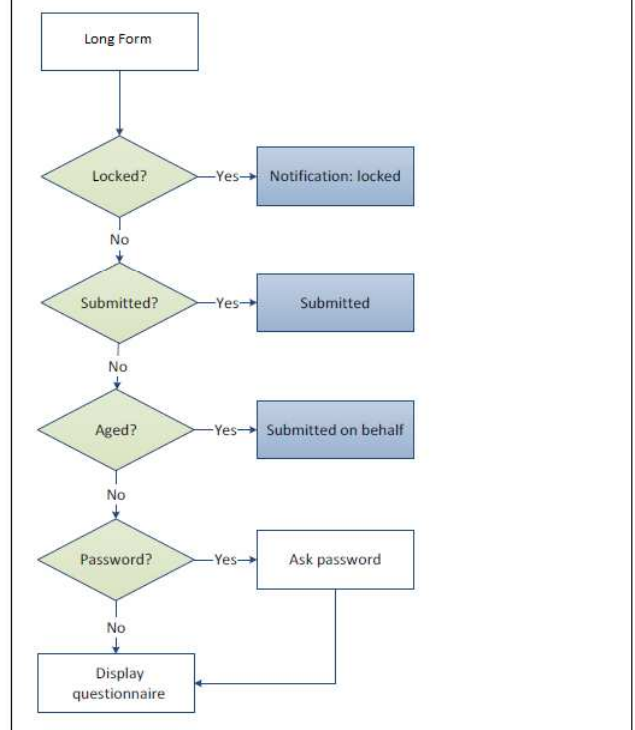 Long Form
Locked?
Yes
Notification: locked
No
Submitted?
Yes
Submitted
No
Aged?
Yes
Submitted on behalf
No
Password?
Yes
Ask password
No
Display
questionnaire